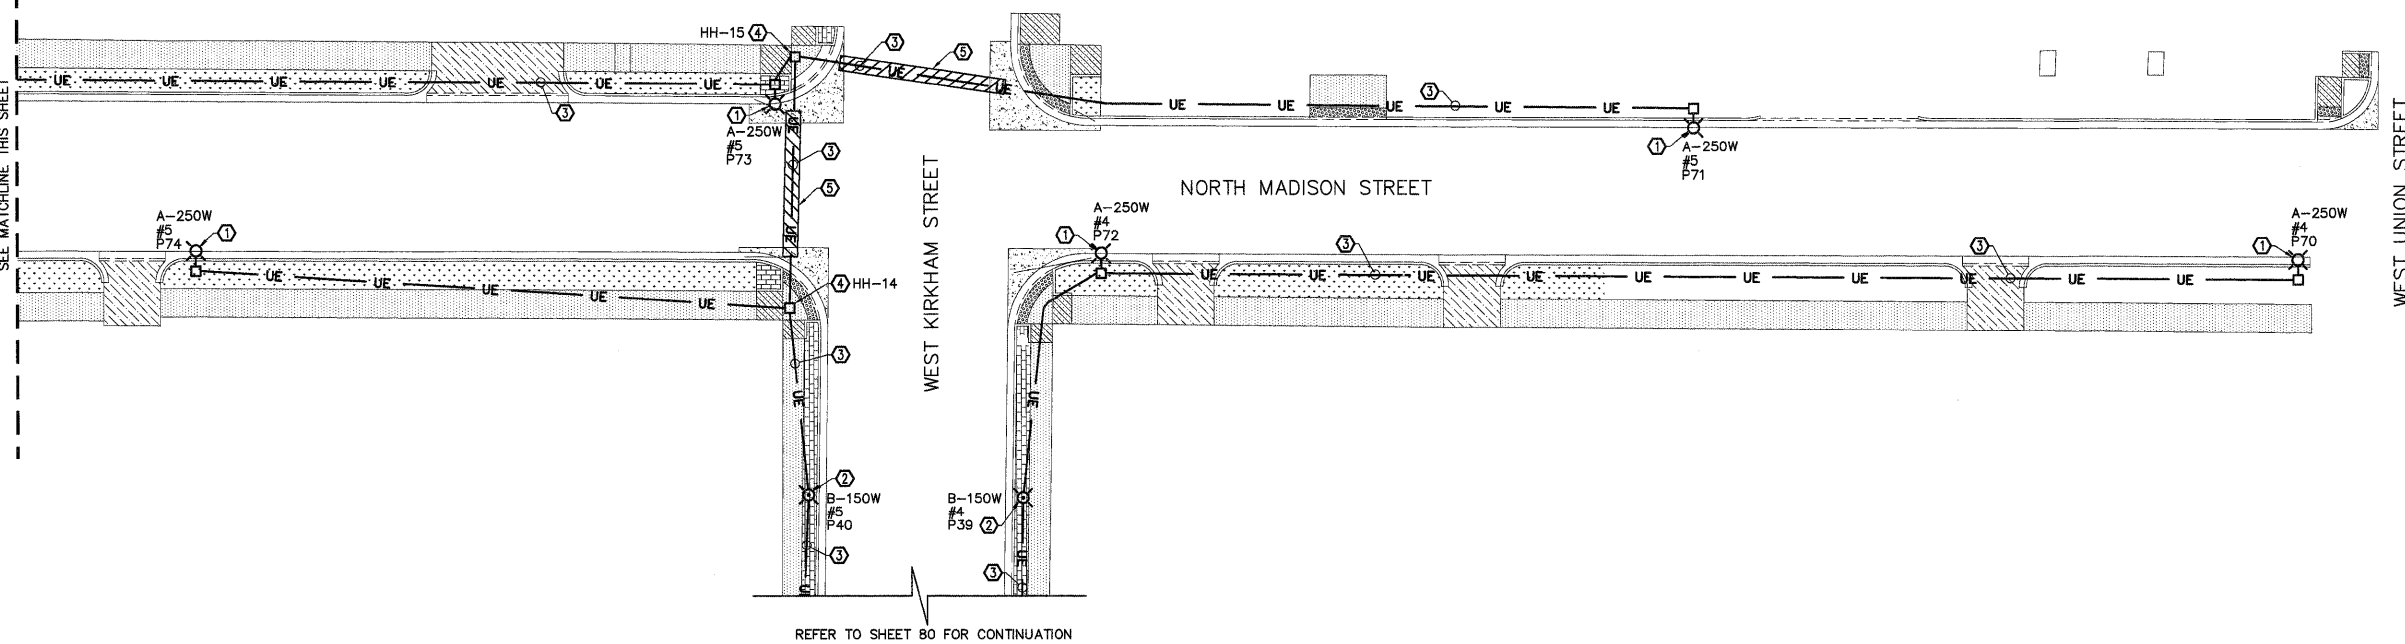 HH-15 4
3
5
UE UE UE UE UE UE UE
UE
UE
3
1
A-250W
#5
P73
UE
3
5
UE
SEE MATCHLINE THIS SHEET
UE UE UE UE UE
3
1
A-250W
#5
P71
NORTH MADISON STREET
WEST KIRKHAM STREET
WEST UNION STREET
A-250W
#5
P74
1
UE UE UE UE UE
4 HH-14
3
UE
2
B-150W
#5
P40
3
UE
A-250W
#4
P72
1
3
UE UE UE UE UE UE UE UE UE UE
3
1
A-250W
#4
P70
UE
B-150W
#4
P39 2
UE
3
REFER TO SHEET 80 FOR CONTINUATION